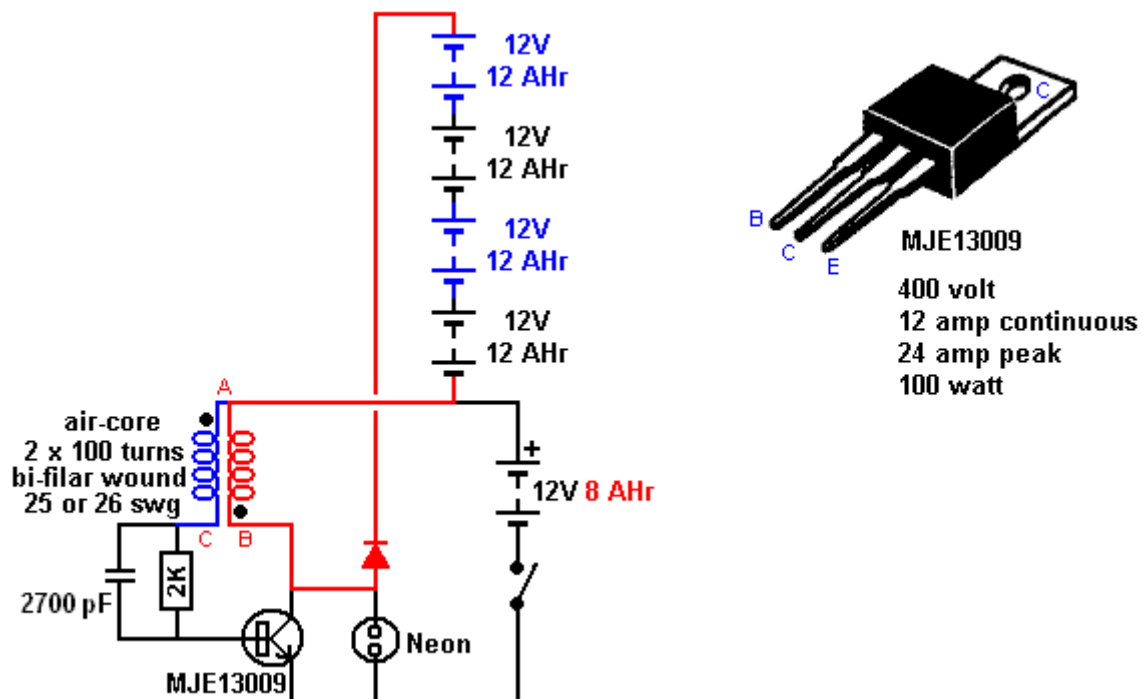 12V
12 AHr
12V
12 AHr
12V
12 AHr
12V
12 AHr
C
B
C
E
MJE13009
400 volt
12 amp continuous
24 amp peak
100 watt
A
air-core
2 x 100 turns
bi-filar wound
25 or 26 swg
C B
+
12V 8 AHr
2700 pF
2K
Neon
MJE13009